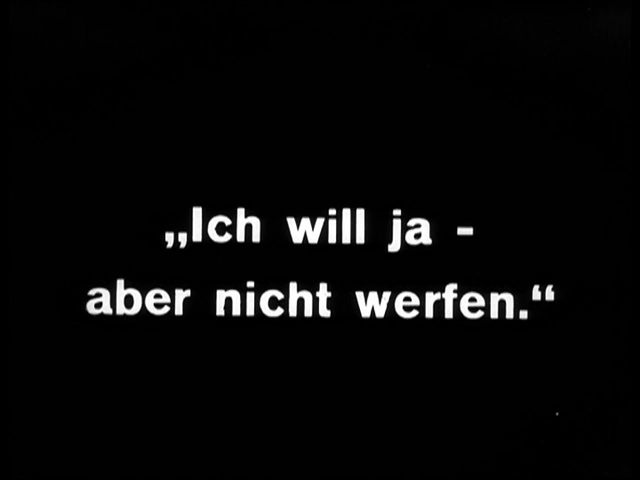 „Ich will ja -
aber nicht werfen.“